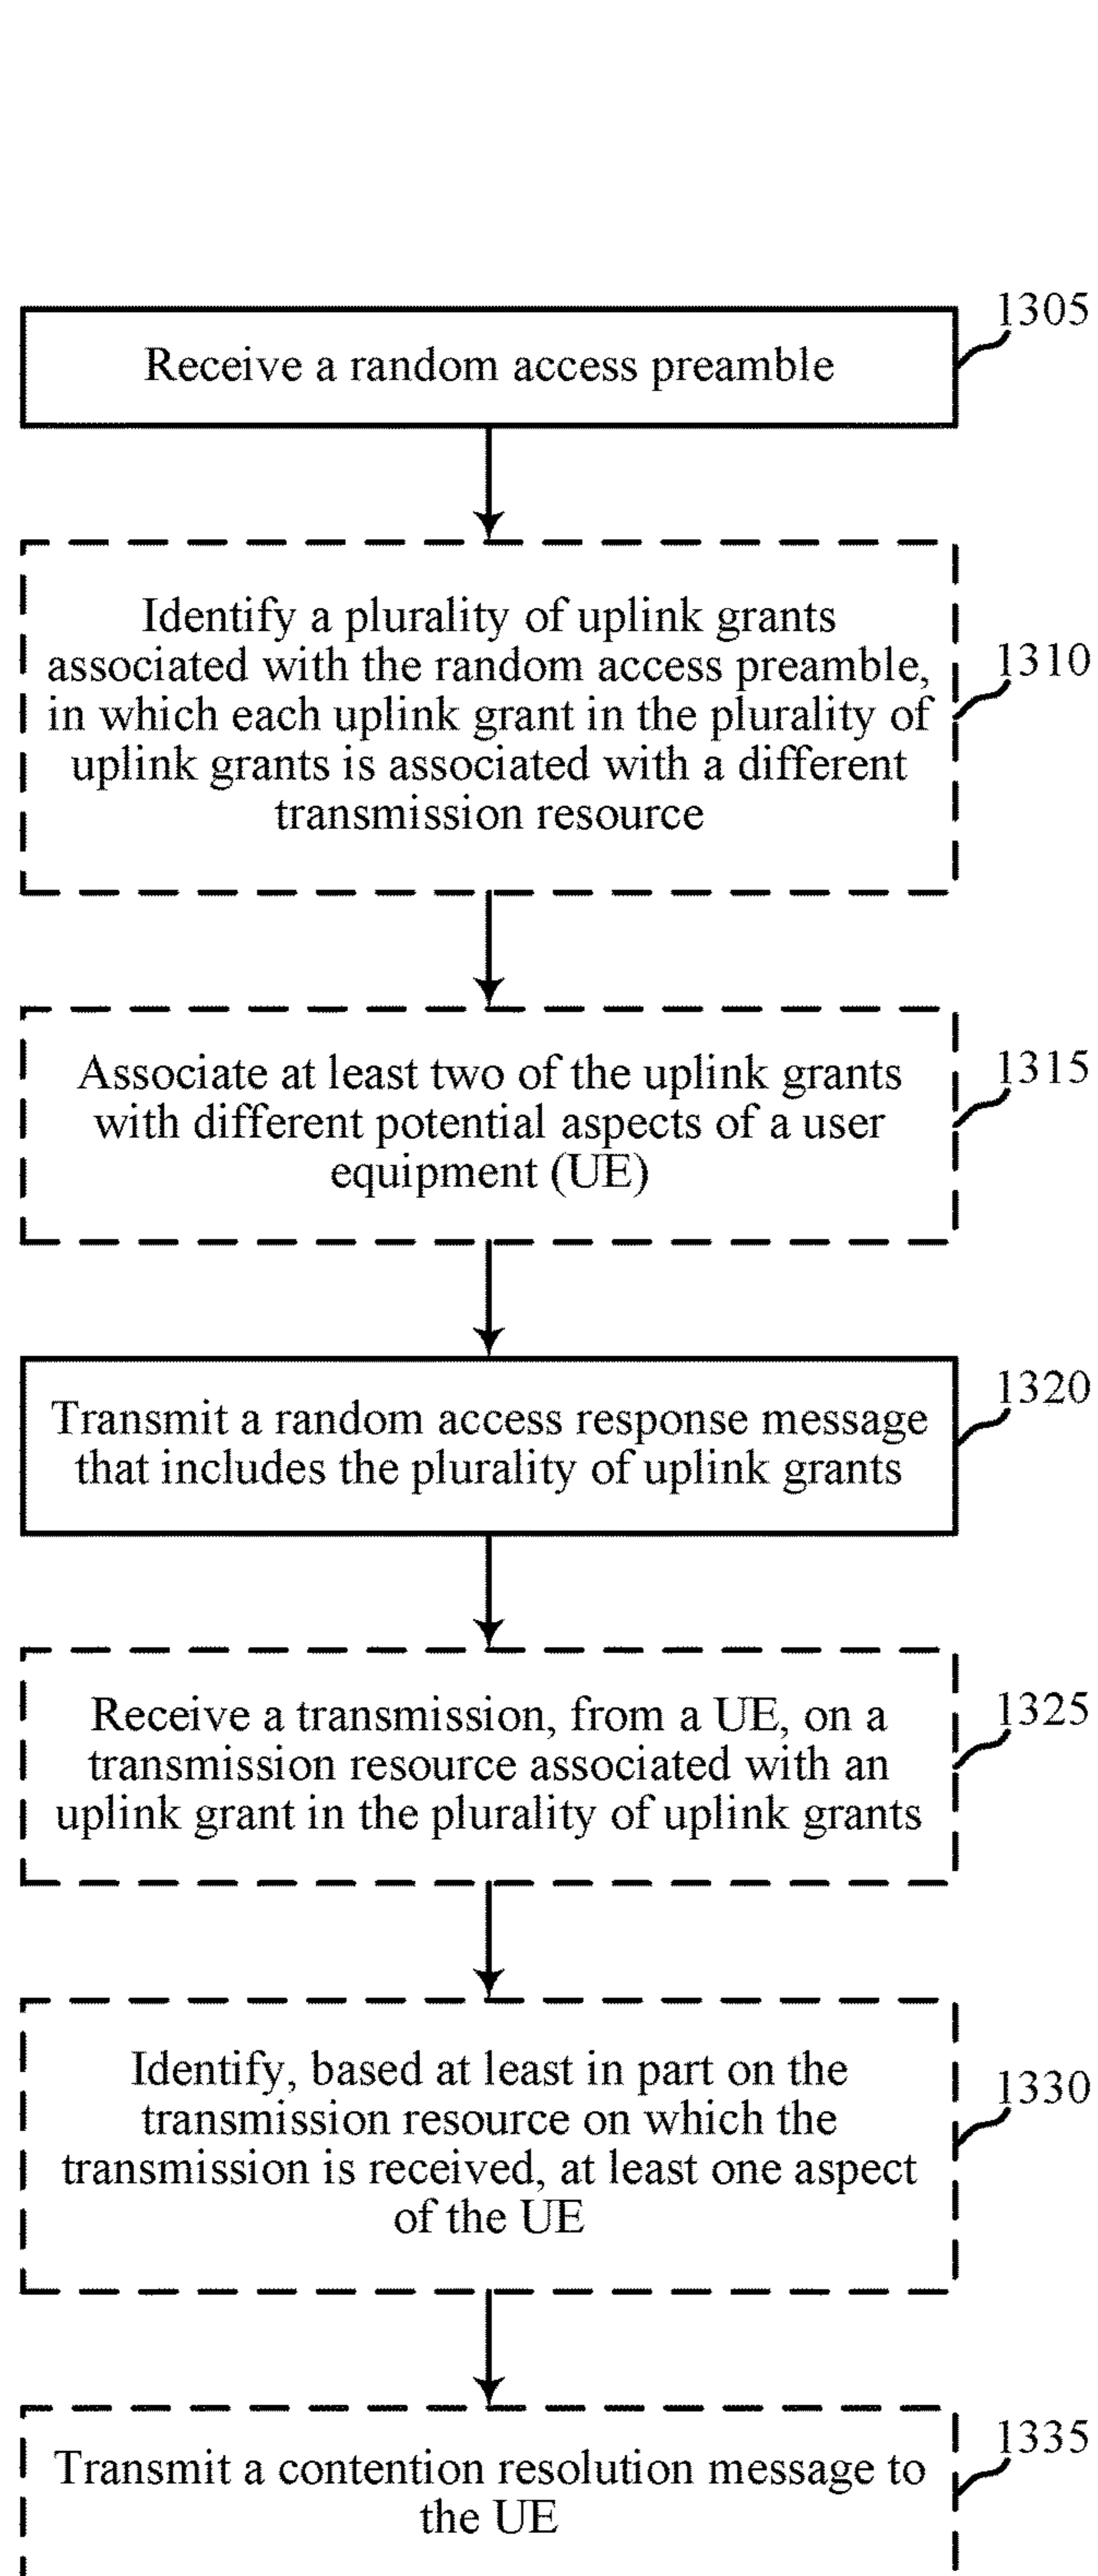 1305
Receive a random access preamble
Identify a plurality of uplink grants
associated with the random access preamble,
1310
in which each uplink grant in the plurality of
uplink grants is associated with a different
transmission resource
1315
Associate at least two of the uplink grants
with different potential aspects of a user
equipment (UE)
1320
Transmit a random access response message
that includes the plurality of uplink grants
1325
Receive a transmission, from a UE, on a
transmission resource associated with an
uplink grant in the plurality of uplink grants
Identify, based at least in part on the
1330
transmission resource on which the
transmission is received, at least one aspect
of the UE
1335
Transmit a contention resolution message to
the UE